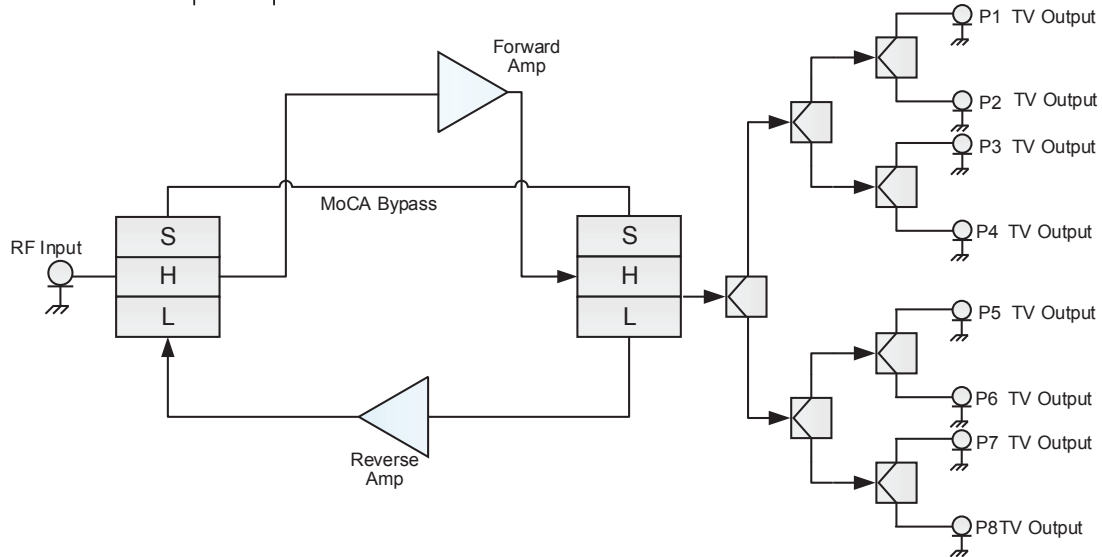 Forward
Amp
MoCA Bypass
RF Input
S
H
L
S
H
L
Reverse
Amp
P1 TV Output
P2 TV Output
P3 TV Output
P4 TV Output
P5 TV Output
P6 TV Output
P7 TV Output
P8TV Output